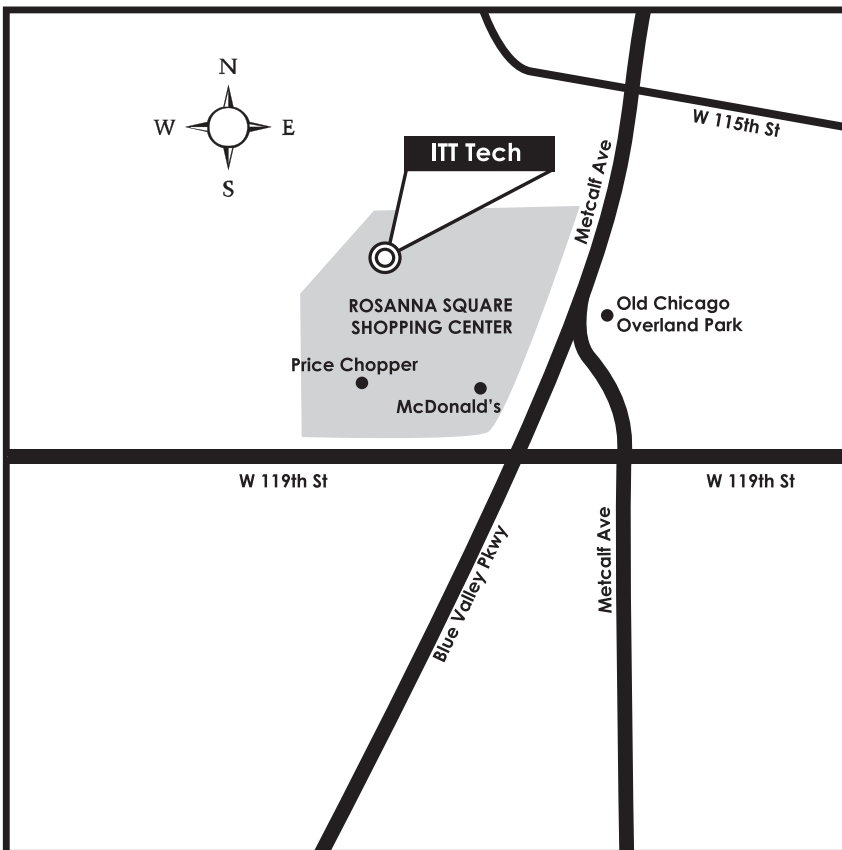 N
W
E
S
W 115th St
ITT Tech
Metcalf Ave
ROSANNA SQUARE
SHOPPING CENTER
Old Chicago
Overland Park
Price Chopper
McDonald's
W 119th St
W 119th St
Blue Valley Pkwy
Metcalf Ave